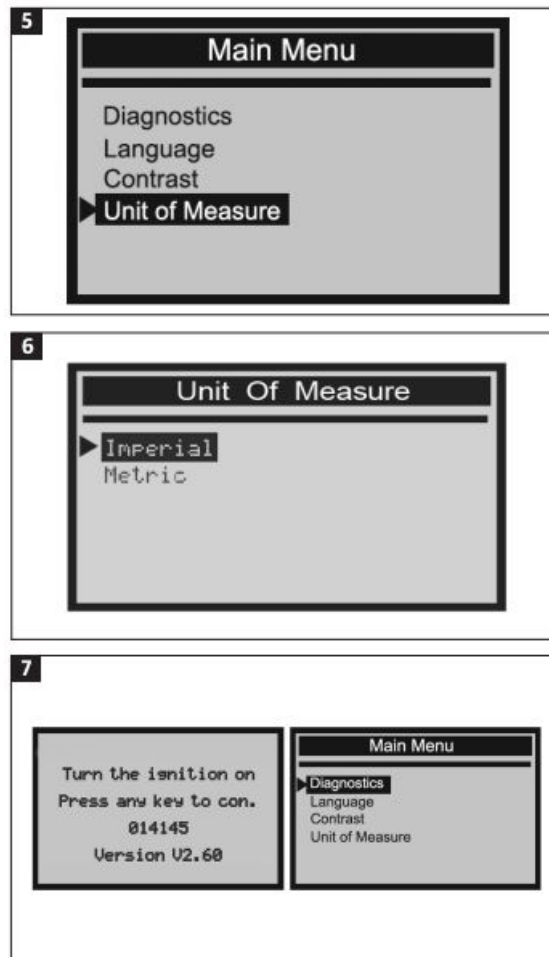 5
Main Menu
Diagnostics
Language
Contrast
Unit of Measure
6
Unit Of Measure
Imperial
Metric
7
Turn the ignition on
Press any key to con.
014145
Version V2.60
Main Menu
Diagnostics
Language
Contrast
Unit of Measure